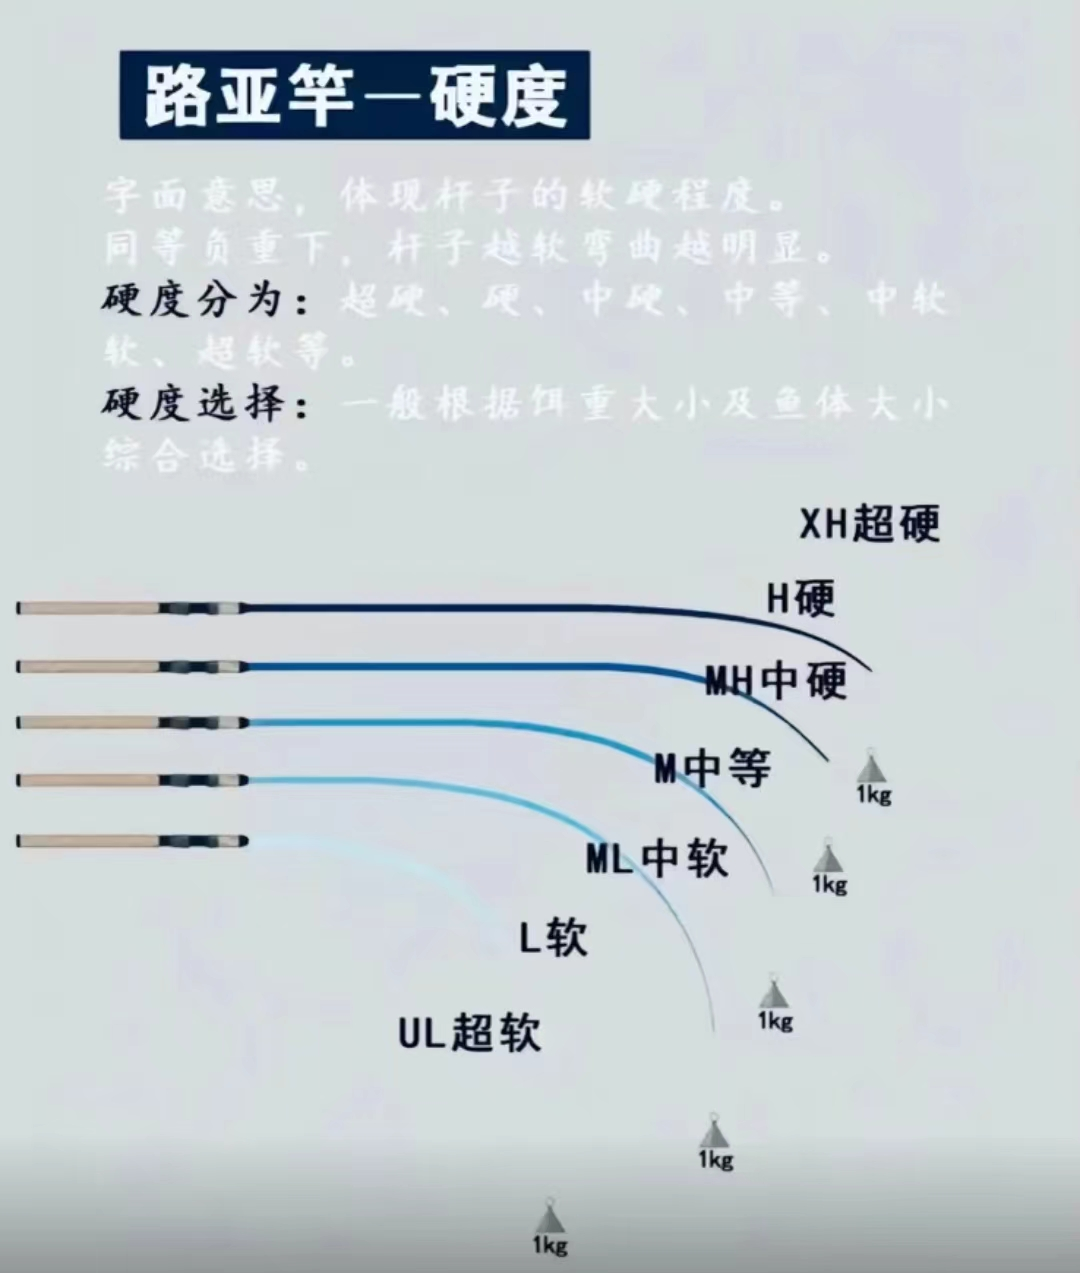 路亚竿—硬度
字面意思，体现杆子的软硬程度。
同等负重下，杆子越软弯曲越明显。
硬度分为：超硬、硬、中硬、中等、中软
软、超软等。
硬度选择：一般根据饵重大小及鱼体大小
综合选择。
XH超硬
H硬
MH中硬
M中等
ML中软
L软
UL超软
1kg
1kg
1kg
1kg
1kg